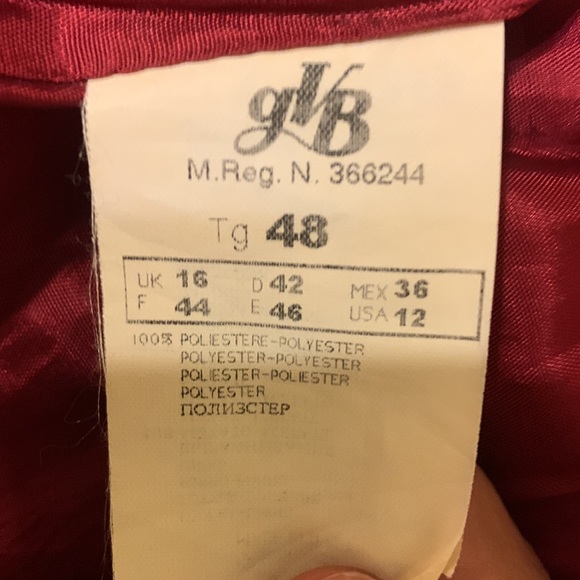 gVB
M.Reg. N. 366244
Tg 48
UK 16 D 42 MEX 36
F 44 E 46 USA 12
100% POLIESTERE-POLYESTER
POLYESTER-POLYESTER
POLIESTER-POLIESTER
POLYESTER
ПОЛИЗСТЕР